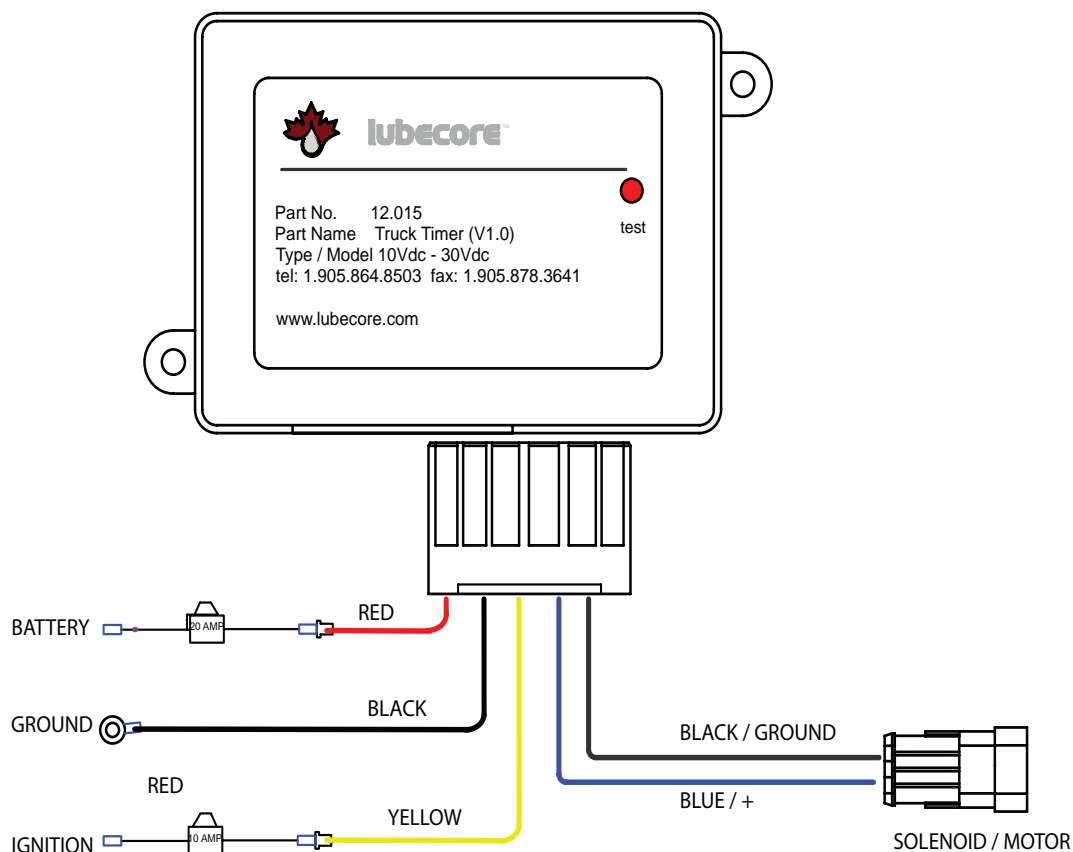 lubecore™
Part No. 12.015
Part Name Truck Timer (V1.0)
Type / Model 10Vdc - 30Vdc
tel: 1.905.864.8503 fax: 1.905.878.3641
www.lubecore.com
test
BATTERY
20 AMP
RED
GROUND
BLACK
RED
IGNITION
10 AMP
YELLOW
BLACK / GROUND
BLUE / +
SOLENOID / MOTOR